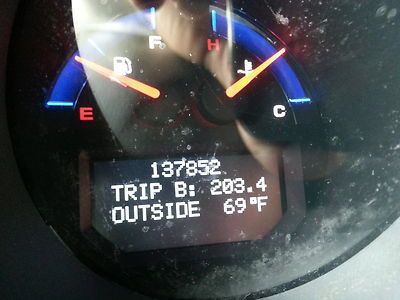 F H
E C
137852
TRIP B: 203.4
OUTSIDE 69°F